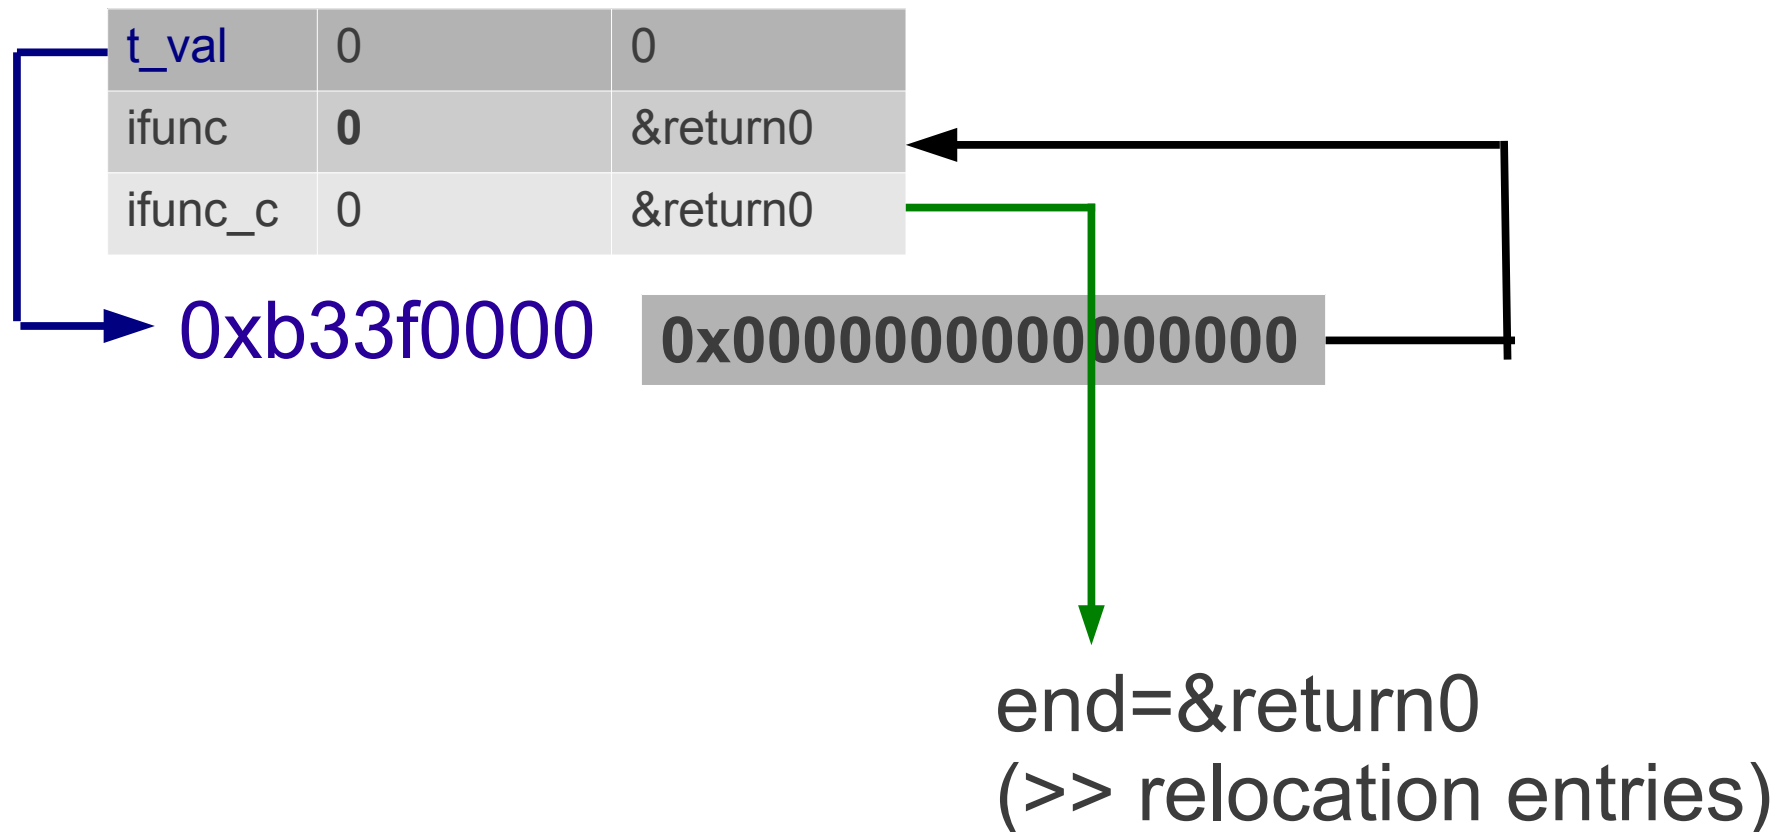 t_val 0 0
ifunc 0 &return0
ifunc_c 0 &return0
0xb33f0000 0x0000000000000000
end=&return0
(>> relocation entries)